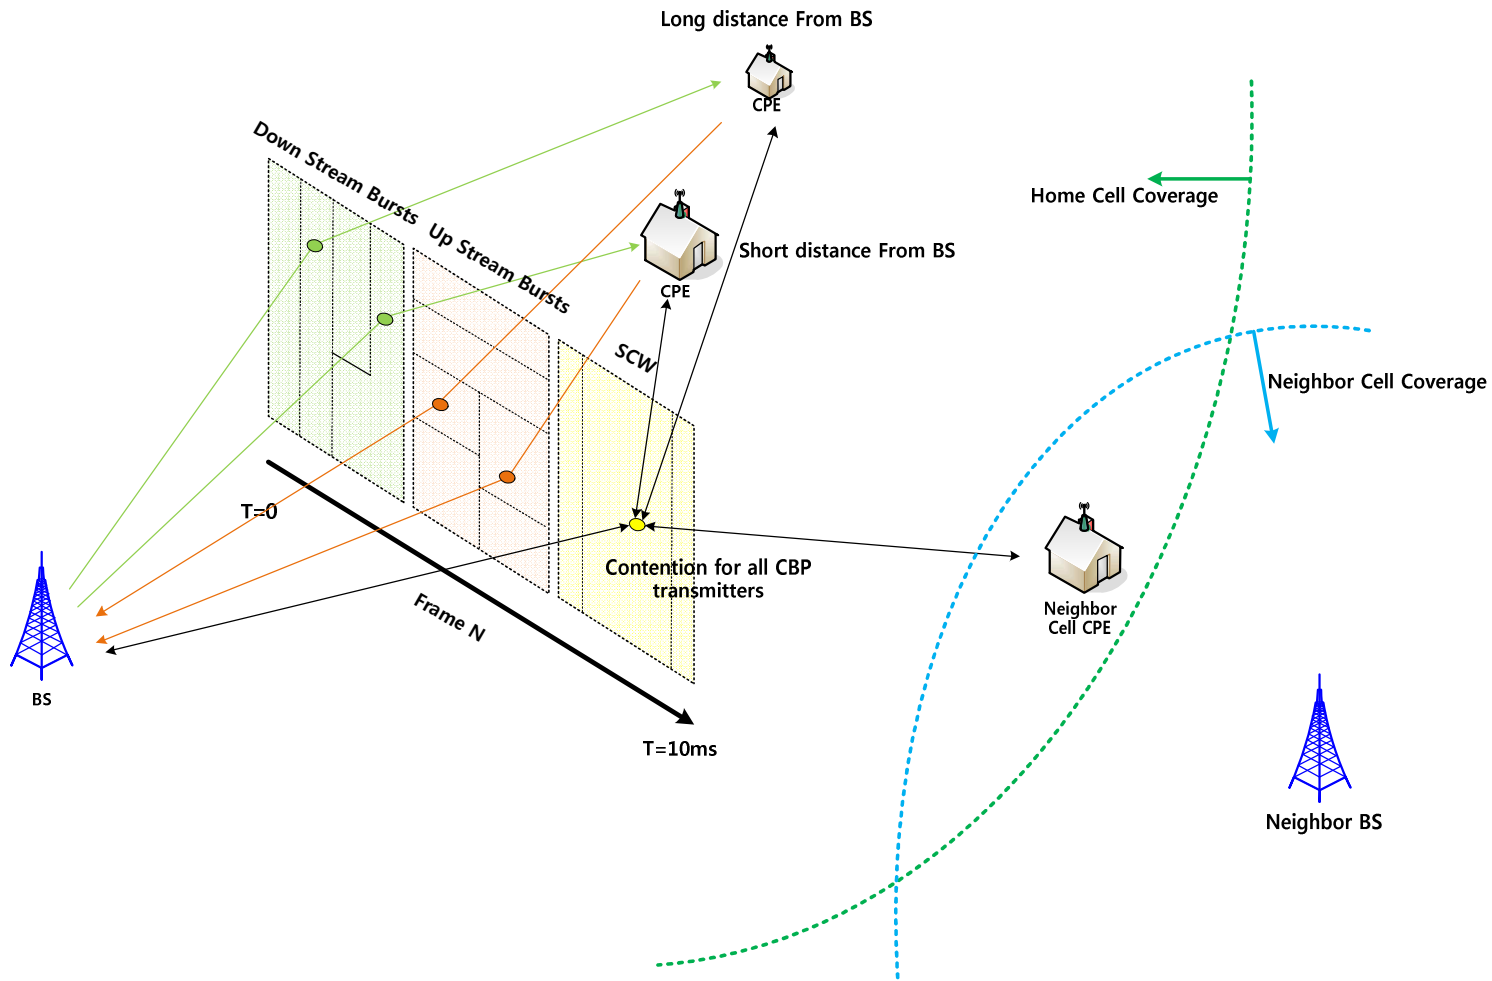 Long distance From BS
CPE
Down Stream Bursts
Up Stream Bursts
Home Cell Coverage
Short distance From BS
CPE
SCW
Neighbor Cell Coverage
T=0
Contention for all CBP
transmitters
Frame N
Neighbor
Cell CPE
BS
T=10ms
Neighbor BS